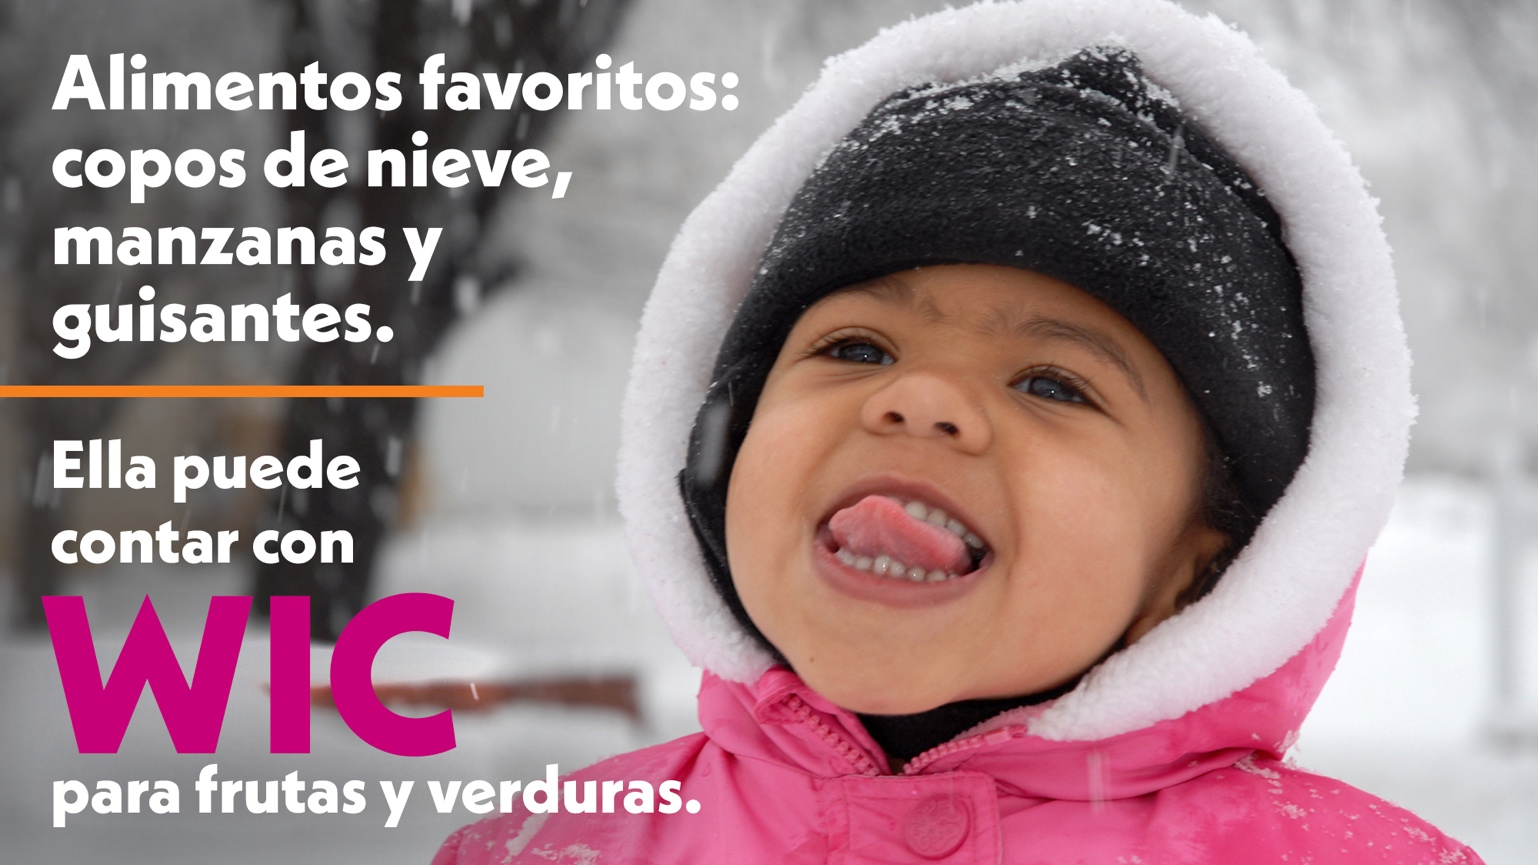 Alimentos favoritos:
copos de nieve,
manzanas y
guisantes.
Ella puede
contar con
WIC
para frutas y verduras.